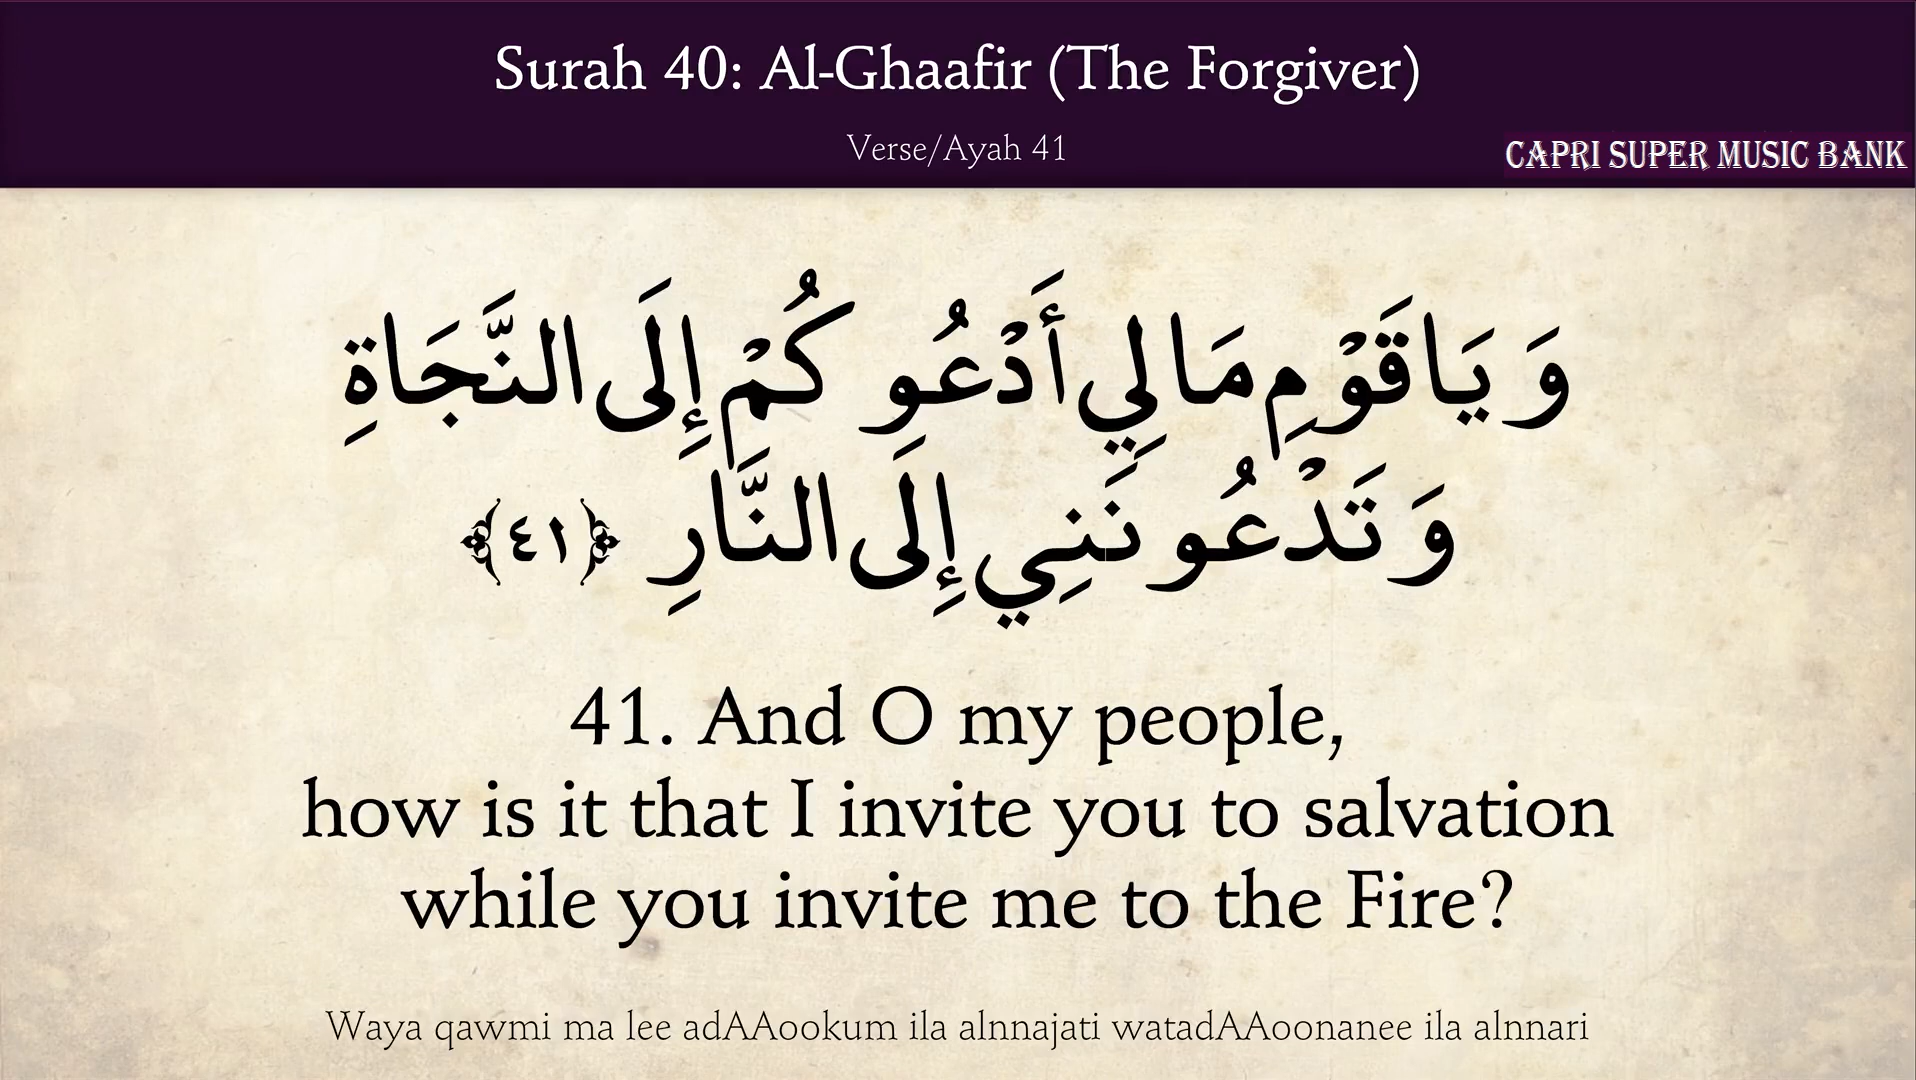 Surah 40: Al-Ghaafir (The Forgiver)
Verse/Ayah 41
CAPRI SUPER MUSIC BANK
وَيَاقَوْمِ مَالِي أَدْعُوكُمْ إِلَى النَّجَاةِ
وَتَدْعُونَنِي إِلَى النَّارِ ﴿٤١﴾
41. And O my people,
how is it that I invite you to salvation
while you invite me to the Fire?
Waya qawmi ma lee adAAookum ila alnnajati watadAAoonanee ila alnnari